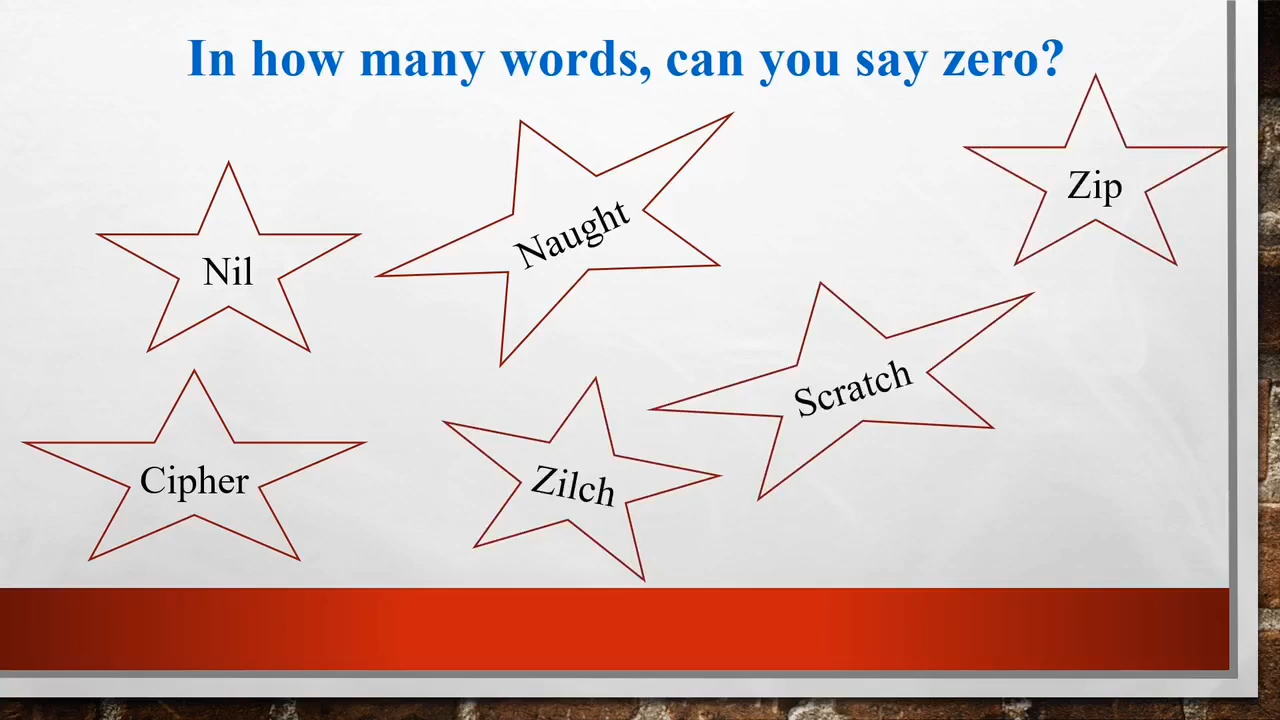 In how many words, can you say zero?
Nil
Naught
Zip
Cipher
Zilch
Scratch